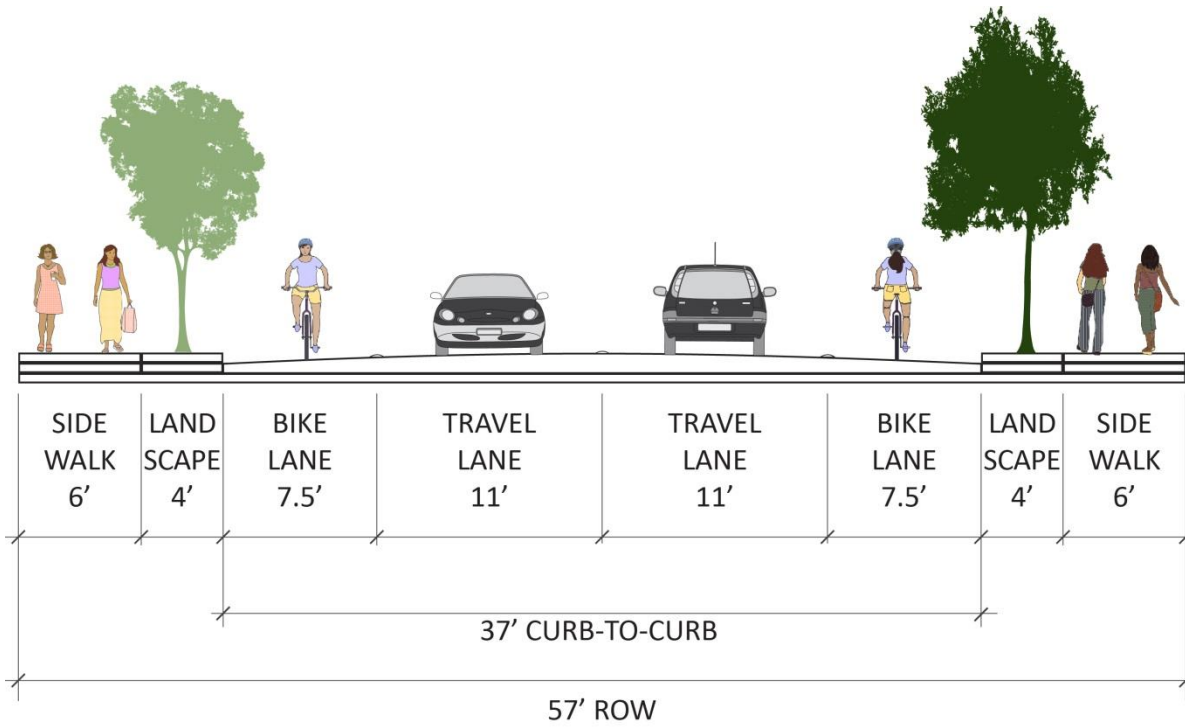 SIDE
WALK
6’
LAND
SCAPE
4’
BIKE
LANE
7.5’
TRAVEL
LANE
11’
TRAVEL
LANE
11’
BIKE
LANE
7.5’
LAND
SCAPE
4’
SIDE
WALK
6’
37’ CURB-TO-CURB
57’ ROW